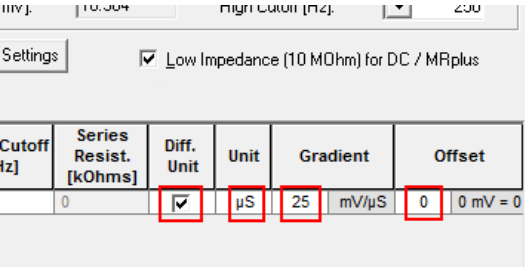 mV]:
High Cutoff [Hz]:
250
Settings
Low Impedance (10 MOhm) for DC / MRplus
Cutoff
Hz]
Series
Resist.
[kOhms]
Diff.
Unit
Unit
Gradient
Offset
0
µS
25
mV/µS
0
0 mV = 0